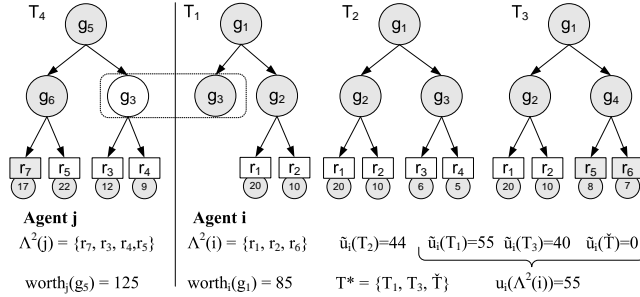 T4 T1 T2 T3
g5 g1 g1 g1
g6 g3 g3 g2 g2 g3 g2 g4
r7 r5 r3 r4 r1 r2 r1 r2 r3 r4 r1 r2 r5 r6
17 22 12 9 20 10 20 10 6 5 20 10 8 7
Agent j Agent i
Λ²(j) = {r7, r3, r4,r5} Λ²(i) = {r1, r2, r6} ũi(T2)=44 ũi(T1)=55 ũi(T3)=40 ũi(Ť)=0
worthj(g5) = 125 worthi(g1) = 85 T* = {T1, T3, Ť} ui(Λ²(i))=55